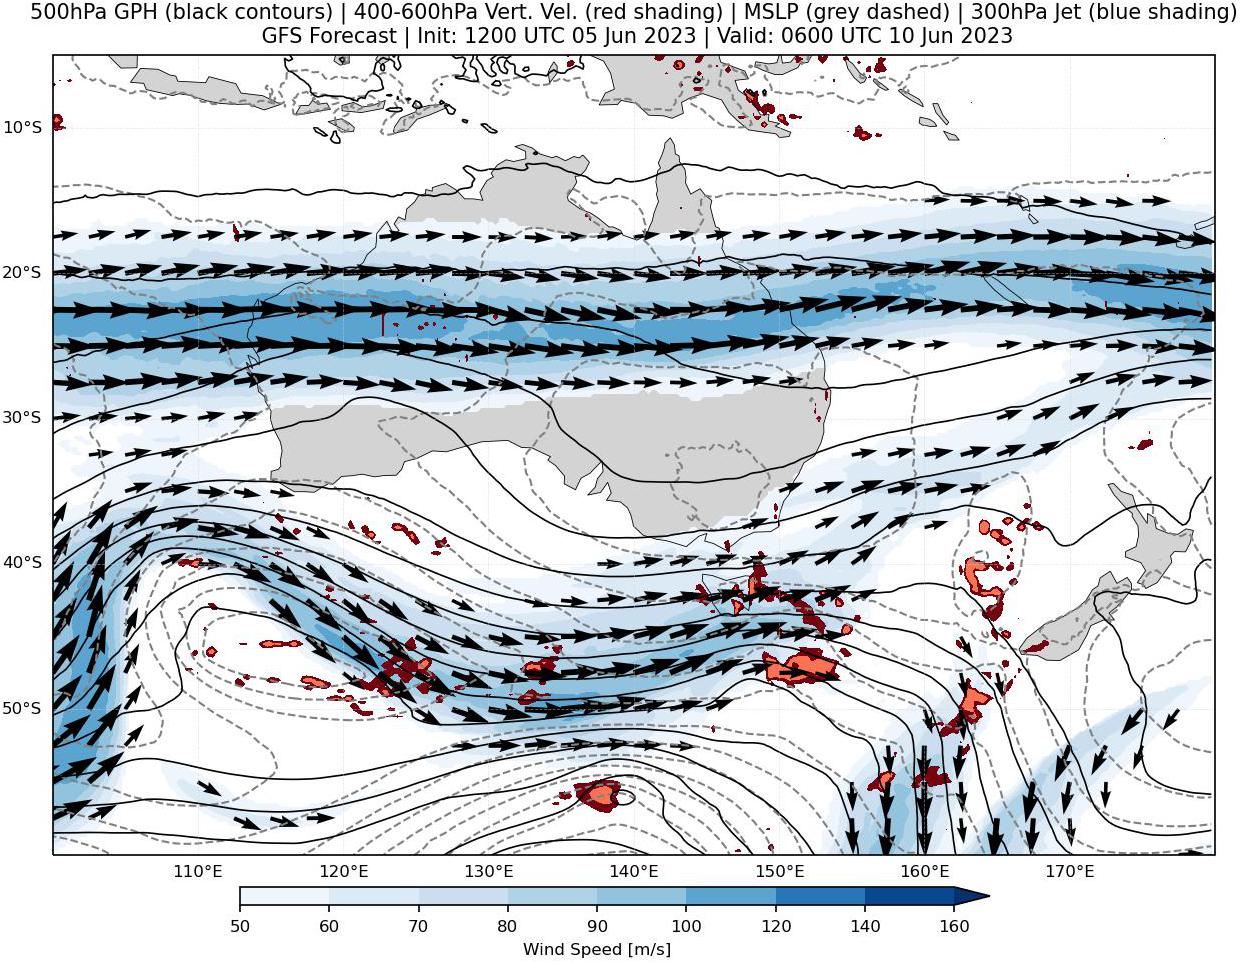 500hPa GPH (black contours) | 400-600hPa Vert. Vel. (red shading) | MSLP (grey dashed) | 300hPa Jet (blue shading)
GFS Forecast | Init: 1200 UTC 05 Jun 2023 | Valid: 0600 UTC 10 Jun 2023
10°S
20°S
30°S
40°S
50°S
110°E 120°E 130°E 140°E 150°E 160°E 170°E
50 60 70 80 90 100 120 140 160
Wind Speed [m/s]